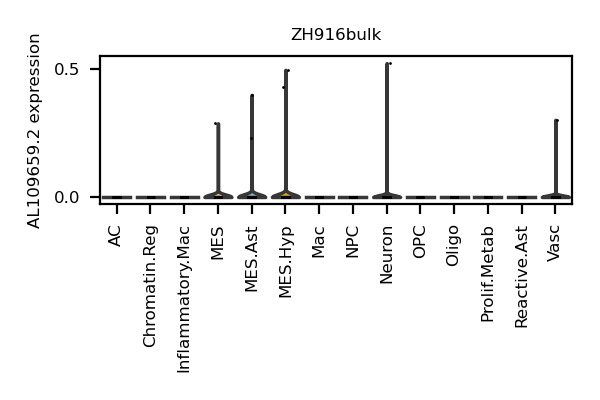 ZH916bulk
AL109659.2 expression
0.5
0.0
AC
Chromatin.Reg
Inflammatory.Mac
MES
MES.Ast
MES.Hyp
Mac
NPC
Neuron
OPC
Oligo
Prolif.Metab
Reactive.Ast
Vasc